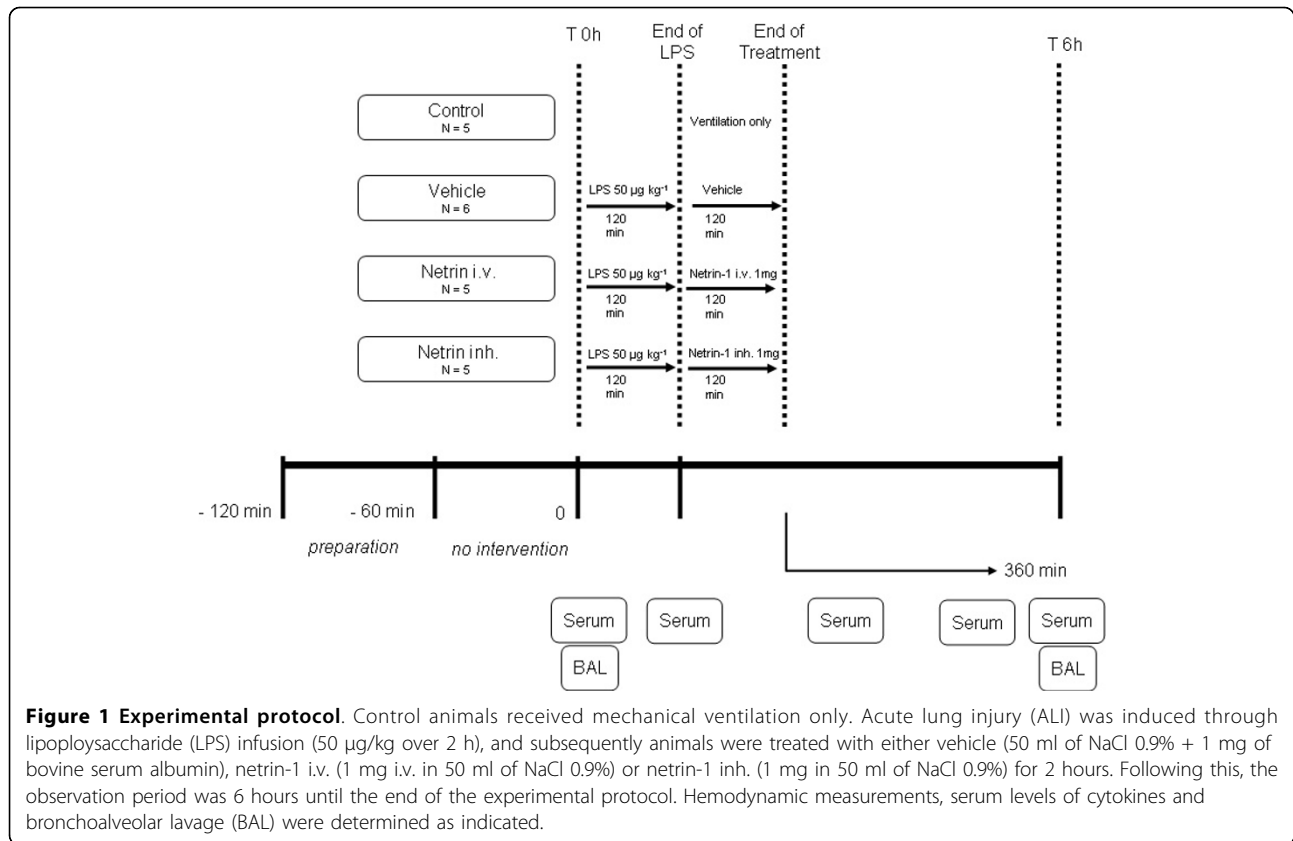 T 0h
End of
LPS
End of
Treatment
T 6h
Control
N = 5
Ventilation only
Vehicle
N = 6
LPS 50 µg kg⁻¹
120
min
Vehicle
120
min
Netrin i.v.
N = 5
LPS 50 µg kg⁻¹
120
min
Netrin-1 i.v. 1mg
120
min
Netrin inh.
N = 5
LPS 50 µg kg⁻¹
120
min
Netrin-1 inh. 1mg
120
min
- 120 min
- 60 min
0
preparation
no intervention
360 min
Serum
Serum
Serum
Serum
Serum
BAL
BAL
Figure 1 Experimental protocol. Control animals received mechanical ventilation only. Acute lung injury (ALI) was induced through
lipoploysaccharide (LPS) infusion (50 µg/kg over 2 h), and subsequently animals were treated with either vehicle (50 ml of NaCl 0.9% + 1 mg of
bovine serum albumin), netrin-1 i.v. (1 mg i.v. in 50 ml of NaCl 0.9%) or netrin-1 inh. (1 mg in 50 ml of NaCl 0.9%) for 2 hours. Following this, the
observation period was 6 hours until the end of the experimental protocol. Hemodynamic measurements, serum levels of cytokines and
bronchoalveolar lavage (BAL) were determined as indicated.